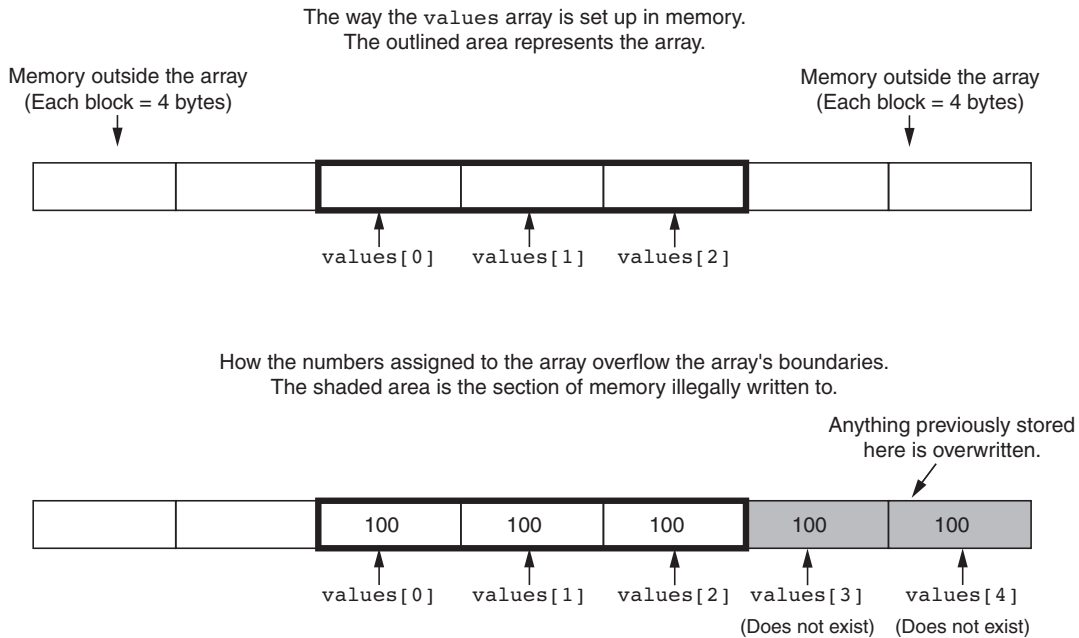 The way the values array is set up in memory.
The outlined area represents the array.
Memory outside the array
(Each block = 4 bytes)
Memory outside the array
(Each block = 4 bytes)
values[0]
values[1]
values[2]
How the numbers assigned to the array overflow the array's boundaries.
The shaded area is the section of memory illegally written to.
Anything previously stored
here is overwritten.
100
100
100
100
100
values[0]
values[1]
values[2]
values[3]
values[4]
(Does not exist)
(Does not exist)